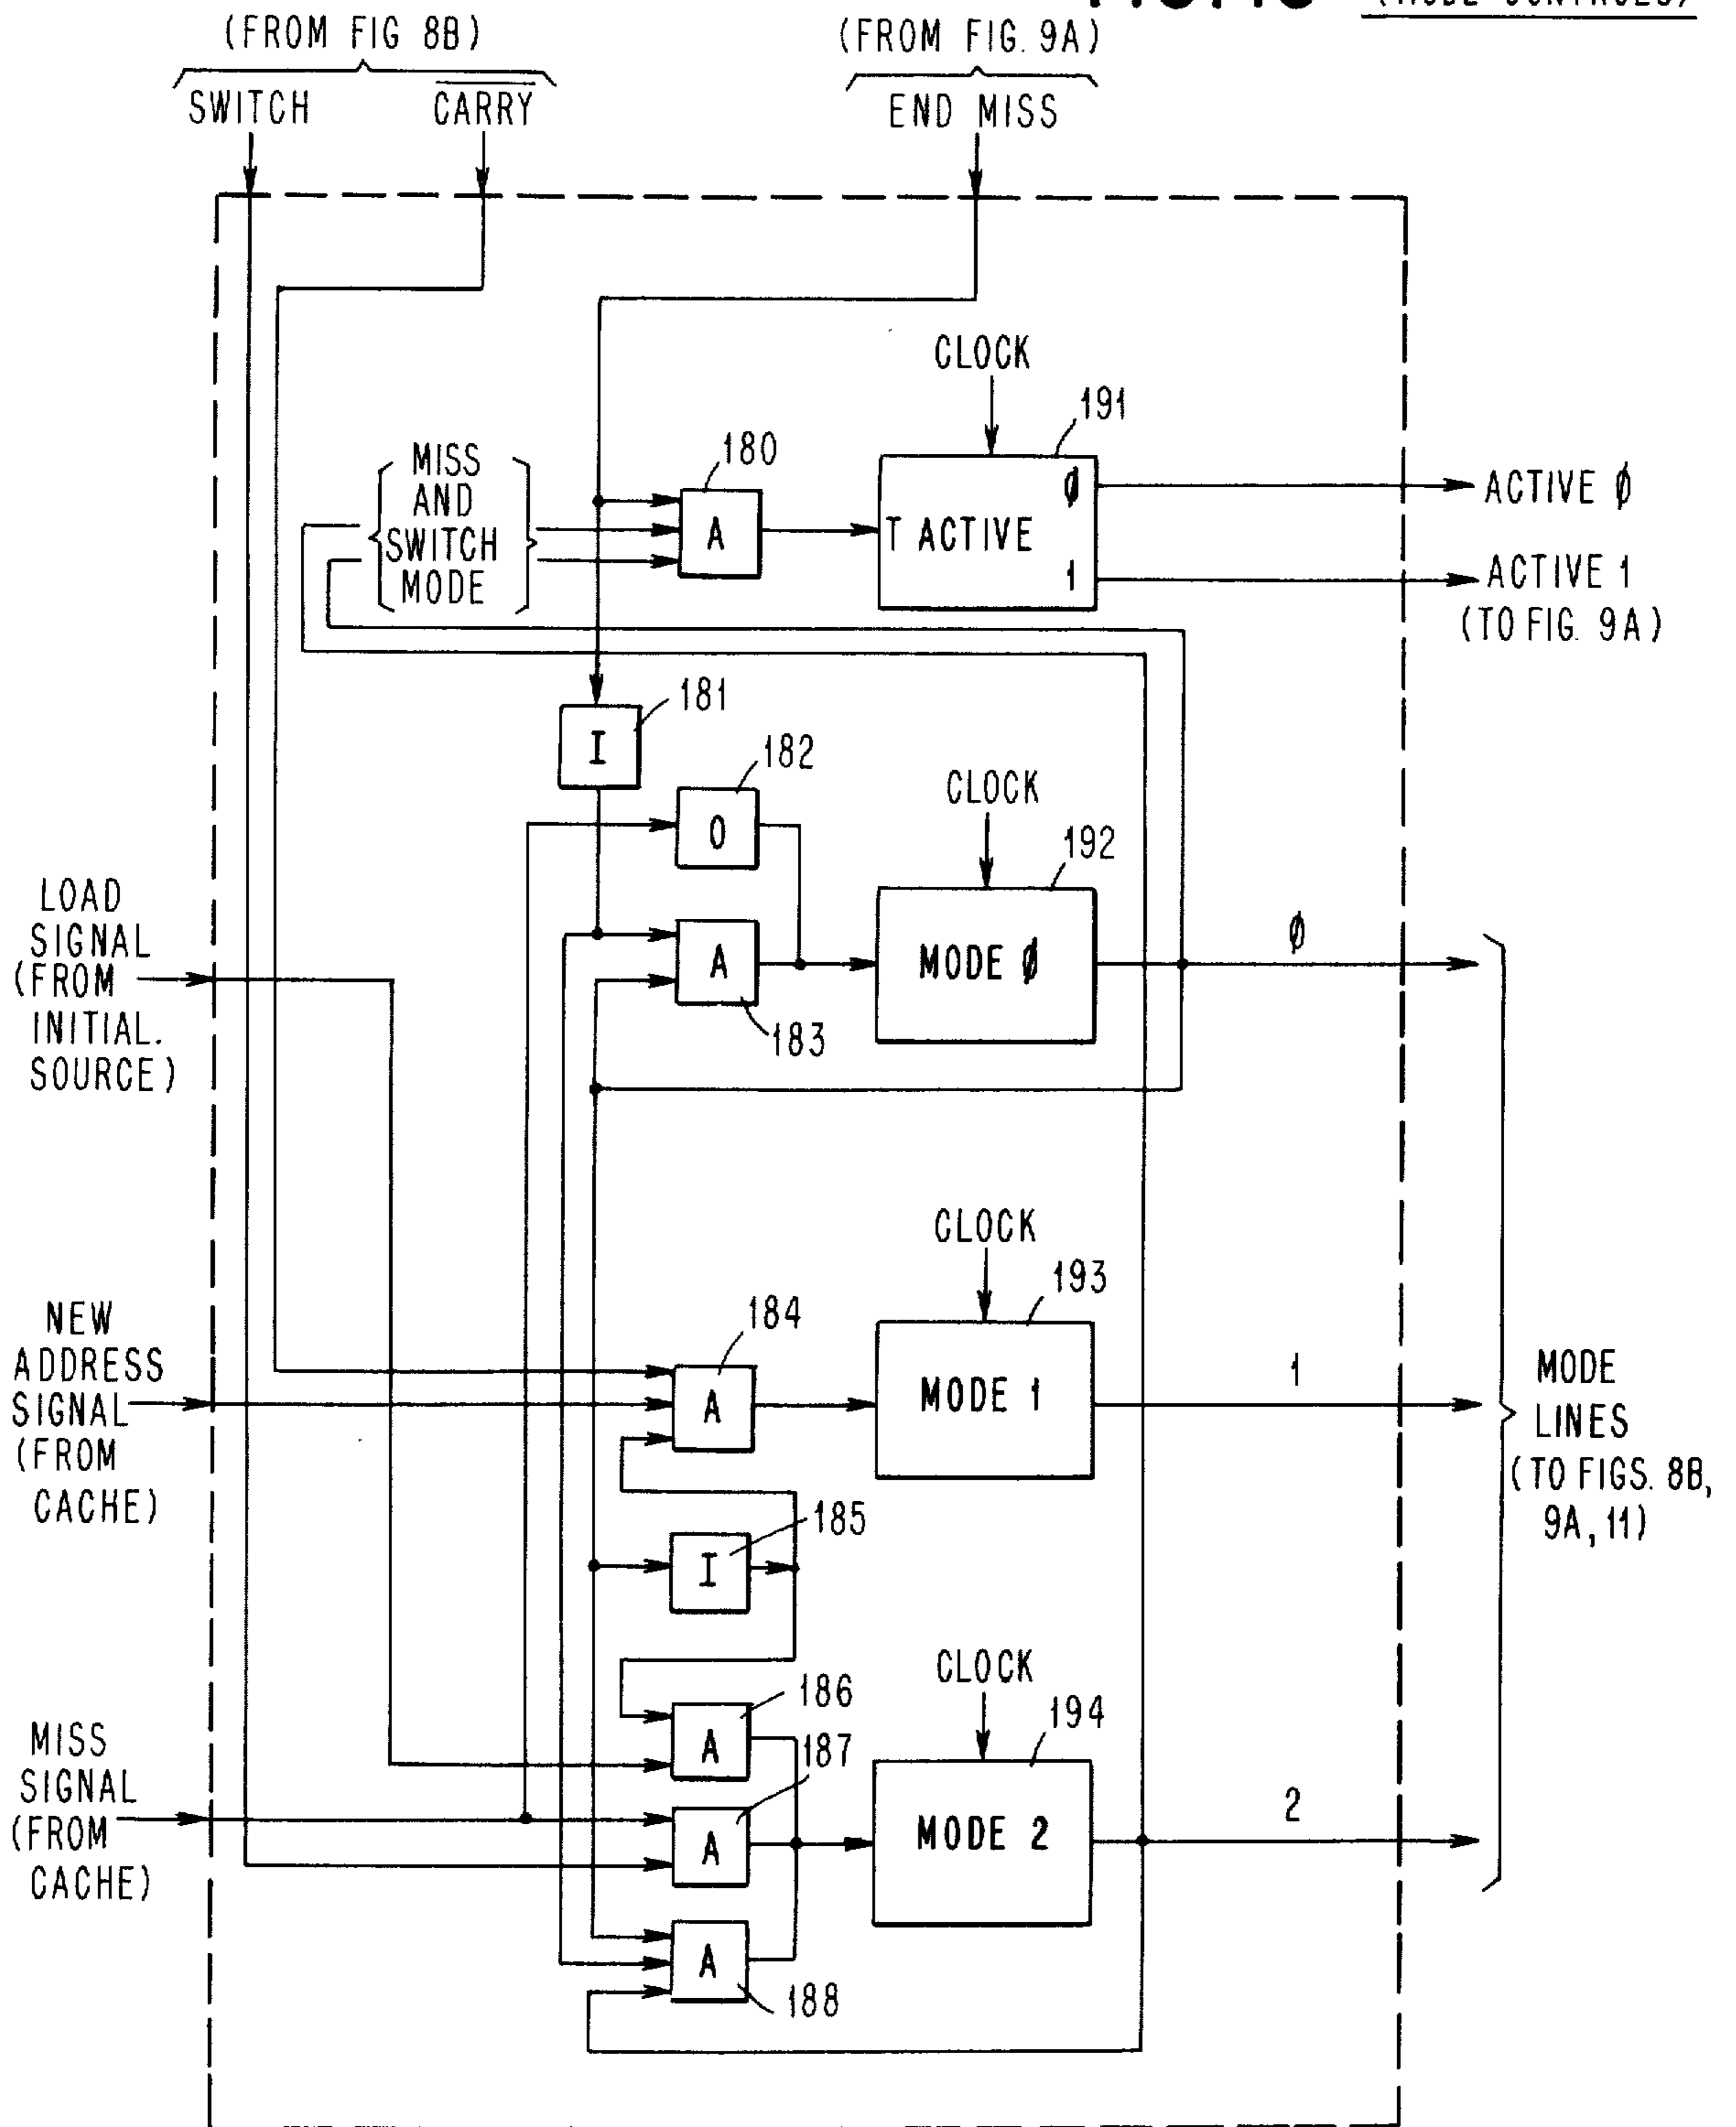 (FROM FIG 8B)
SWITCH
CARRY
(FROM FIG. 9A)
END MISS
CLOCK
191
180
MISS
AND
SWITCH
MODE
A
T ACTIVE
∅
1
ACTIVE ∅
ACTIVE 1
(TO FIG. 9A)
181
I
182
O
CLOCK
192
LOAD
SIGNAL
(FROM
INITIAL.
SOURCE)
A
183
MODE ∅
∅
CLOCK
193
NEW
ADDRESS
SIGNAL
(FROM
CACHE)
184
A
MODE 1
1
MODE
LINES
(TO FIGS. 8B,
9A, 11)
185
I
CLOCK
194
186
A
187
MISS
SIGNAL
(FROM
CACHE)
A
MODE 2
2
A
188